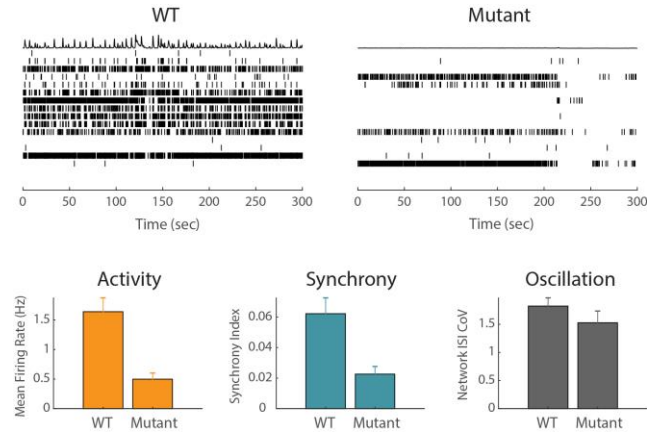 WT
Mutant
0 50 100 150 200 250 300
Time (sec)
0 50 100 150 200 250 300
Time (sec)
Activity
Mean Firing Rate (Hz)
1.5
1
0.5
0
WT Mutant
Synchrony
Synchrony Index
0.06
0.04
0.02
0
WT Mutant
Oscillation
Network ISI CoV
1.5
1
0.5
0
WT Mutant